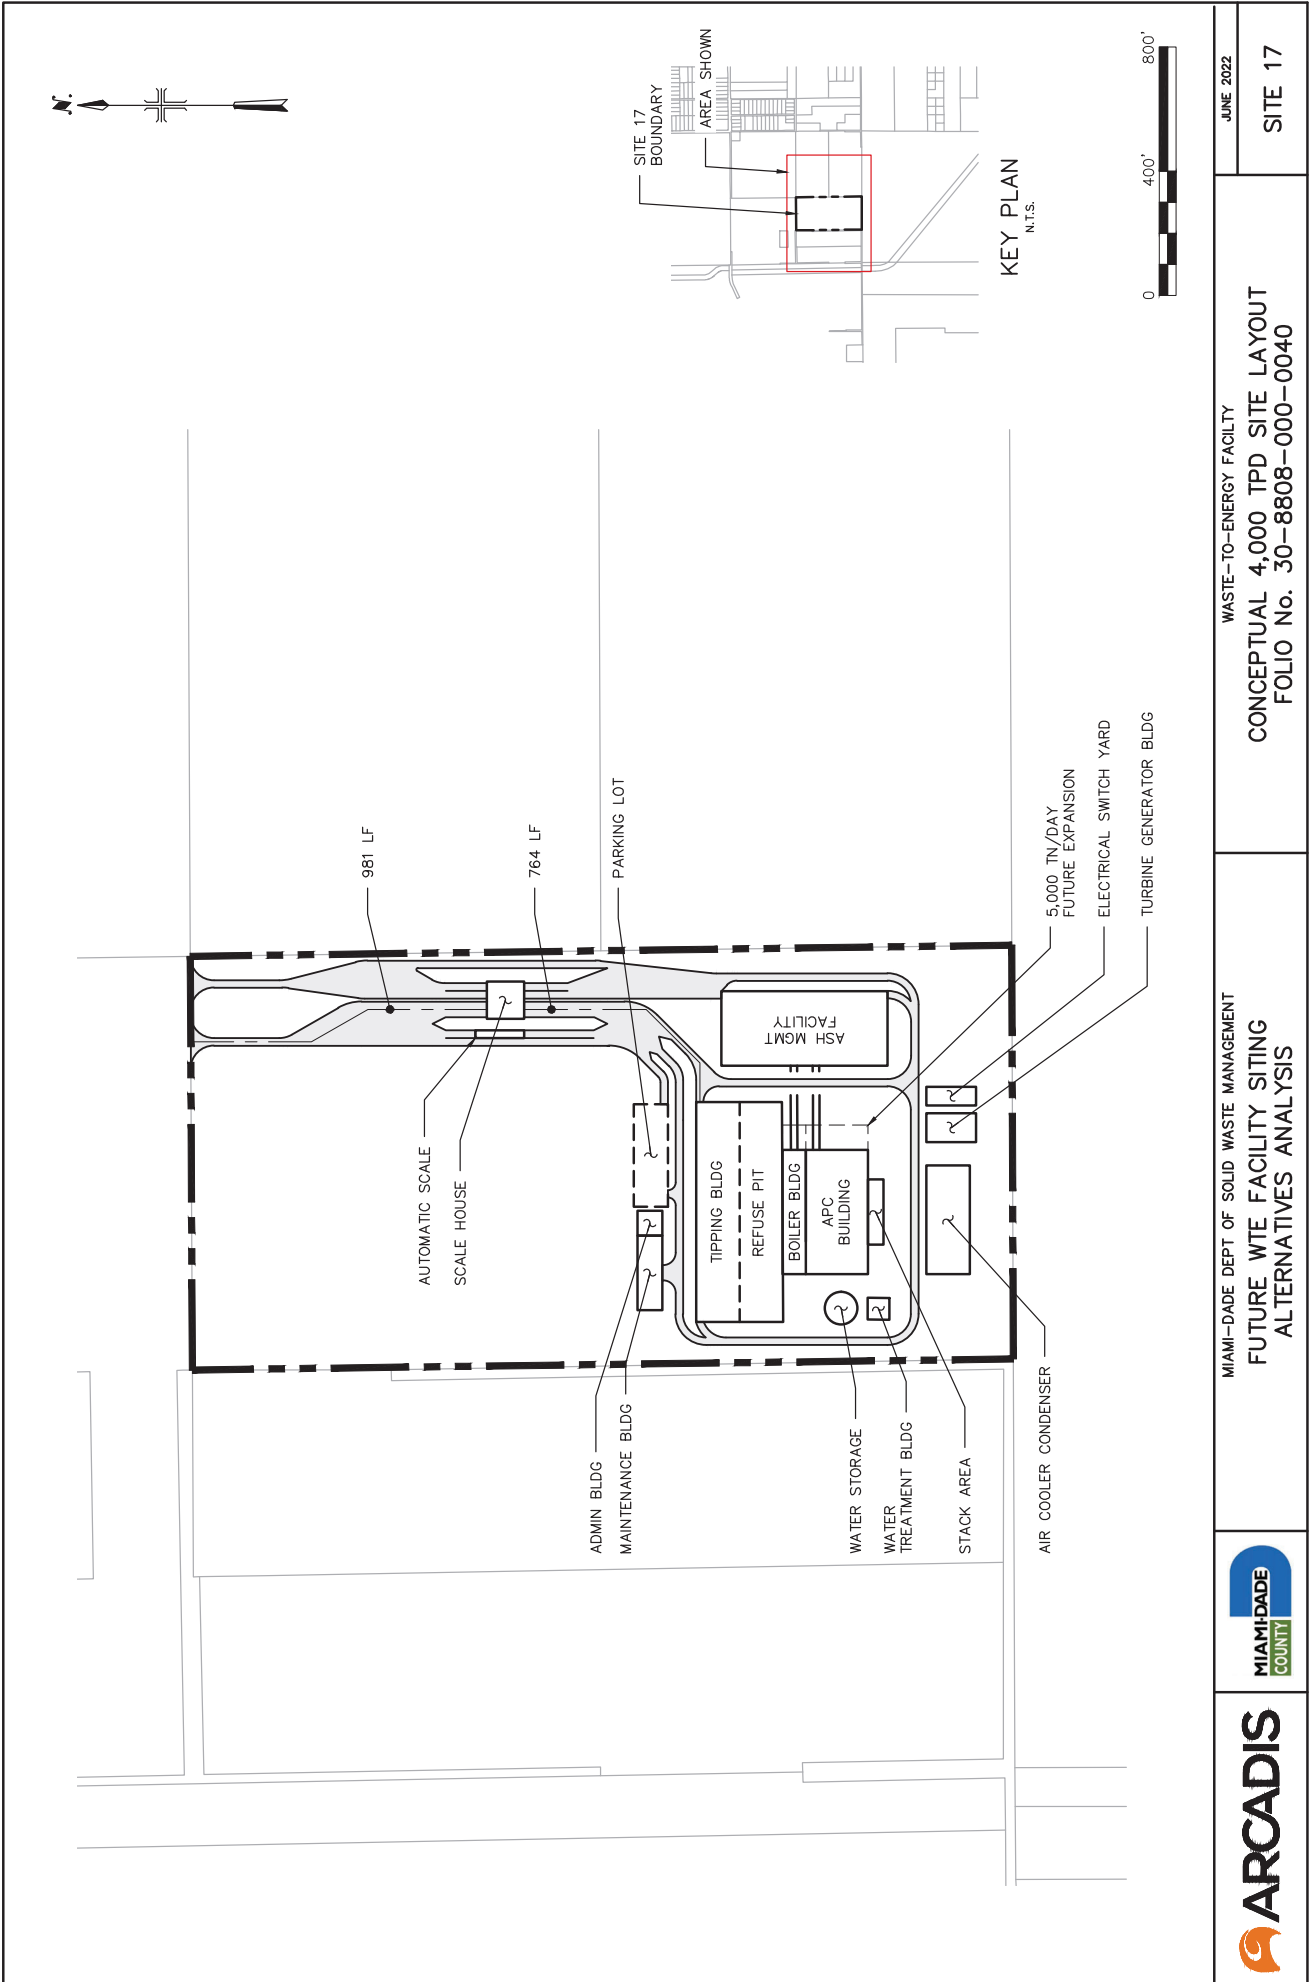 N.
981 LF
764 LF
PARKING LOT
AUTOMATIC SCALE
SCALE HOUSE
ADMIN BLDG
MAINTENANCE BLDG
TIPPING BLDG
REFUSE PIT
BOILER BLDG
APC
BUILDING
ASH MGMT
FACILITY
WATER STORAGE
WATER
TREATMENT BLDG
STACK AREA
AIR COOLER CONDENSER
5,000 TN/DAY
FUTURE EXPANSION
ELECTRICAL SWITCH YARD
TURBINE GENERATOR BLDG
SITE 17
BOUNDARY
AREA SHOWN
KEY PLAN
N.T.S.
0
400'
800'
ARCADIS
MIAMI-DADE
COUNTY
MIAMI-DADE DEPT OF SOLID WASTE MANAGEMENT
FUTURE WTE FACILITY SITING
ALTERNATIVES ANALYSIS
WASTE-TO-ENERGY FACILTY
CONCEPTUAL 4,000 TPD SITE LAYOUT
FOLIO No. 30-8808-000-0040
JUNE 2022
SITE 17